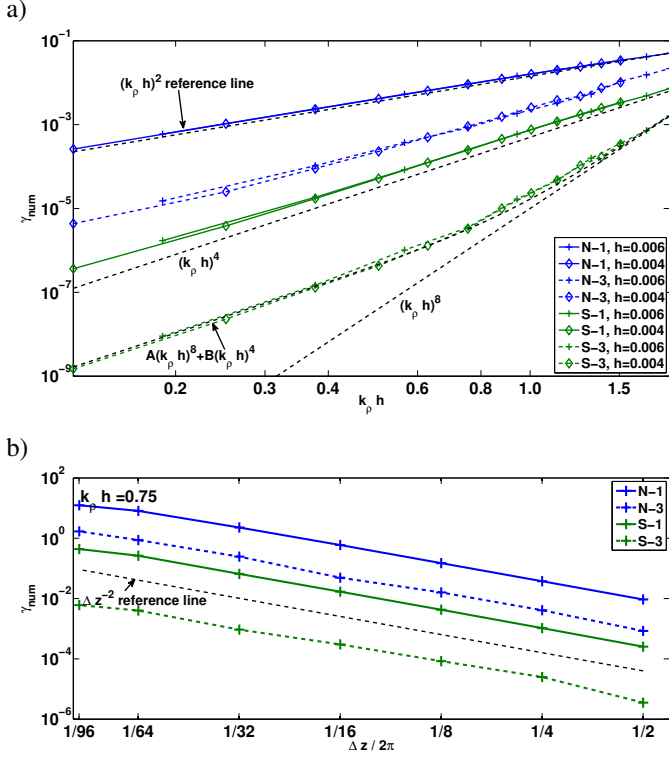 a)
10^-1
(k_ρ h)^2 reference line
10^-3
10^-5
γ_num
(k_ρ h)^4
10^-7
(k_ρ h)^8
A(k_ρ h)^8+B(k_ρ h)^4
10^-9
N-1, h=0.006
N-1, h=0.004
N-3, h=0.006
N-3, h=0.004
S-1, h=0.006
S-1, h=0.004
S-3, h=0.006
S-3, h=0.004
0.2 0.3 0.4 0.6 0.8 1.0 1.5
k_ρ h
b)
10^2
k_ρ h =0.75
N-1
N-3
S-1
S-3
10^0
10^-2
γ_num
Δ z^-2 reference line
10^-4
10^-6
1/96 1/64 1/32 1/16 1/8 1/4 1/2
Δ z / 2π